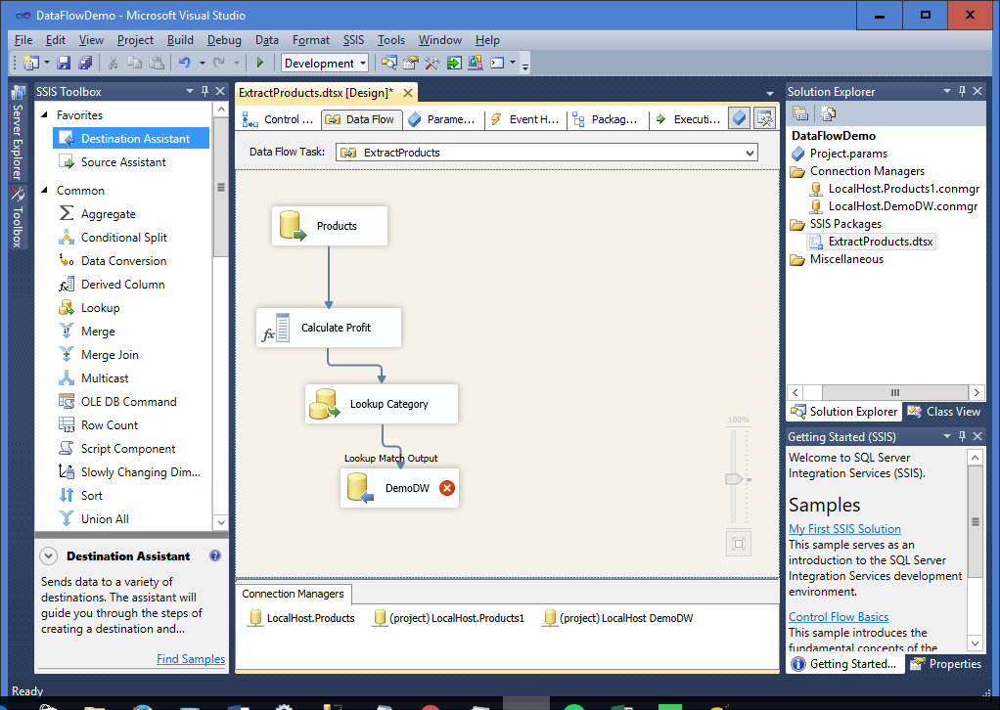 DataFlowDemo - Microsoft Visual Studio
File Edit View Project Build Debug Data Format SSIS Tools Window Help
Development
Server Explorer
Toolbox
SSIS Toolbox
Favorites
Destination Assistant
Source Assistant
Common
Aggregate
Conditional Split
Data Conversion
Derived Column
Lookup
Merge
Merge Join
Multicast
OLE DB Command
Row Count
Script Component
Slowly Changing Dim...
Sort
Union All
Destination Assistant
Sends data to a variety of
destinations. The assistant will
guide you through the steps of
creating a destination and...
Find Samples
ExtractProducts.dtsx [Design]*
Control ... Data Flow Parame... Event H... Packag... Executi...
Data Flow Task: ExtractProducts
Products
fx Calculate Profit
Lookup Category
Lookup Match Output
DemoDW
100%
Connection Managers
LocalHost.Products (project) LocalHost.Products1 (project) LocalHost DemoDW
Solution Explorer
DataFlowDemo
Project.params
Connection Managers
LocalHost.Products1.conmgr
LocalHost.DemoDW.conmgr
SSIS Packages
ExtractProducts.dtsx
Miscellaneous
Solution Explorer Class View
Getting Started (SSIS)
Welcome to SQL Server
Integration Services (SSIS).
Samples
My First SSIS Solution
This sample serves as an
introduction to the SQL Server
Integration Services development
environment.
Control Flow Basics
This sample introduces the
fundamental concepts of the
Getting Started... Properties
Ready